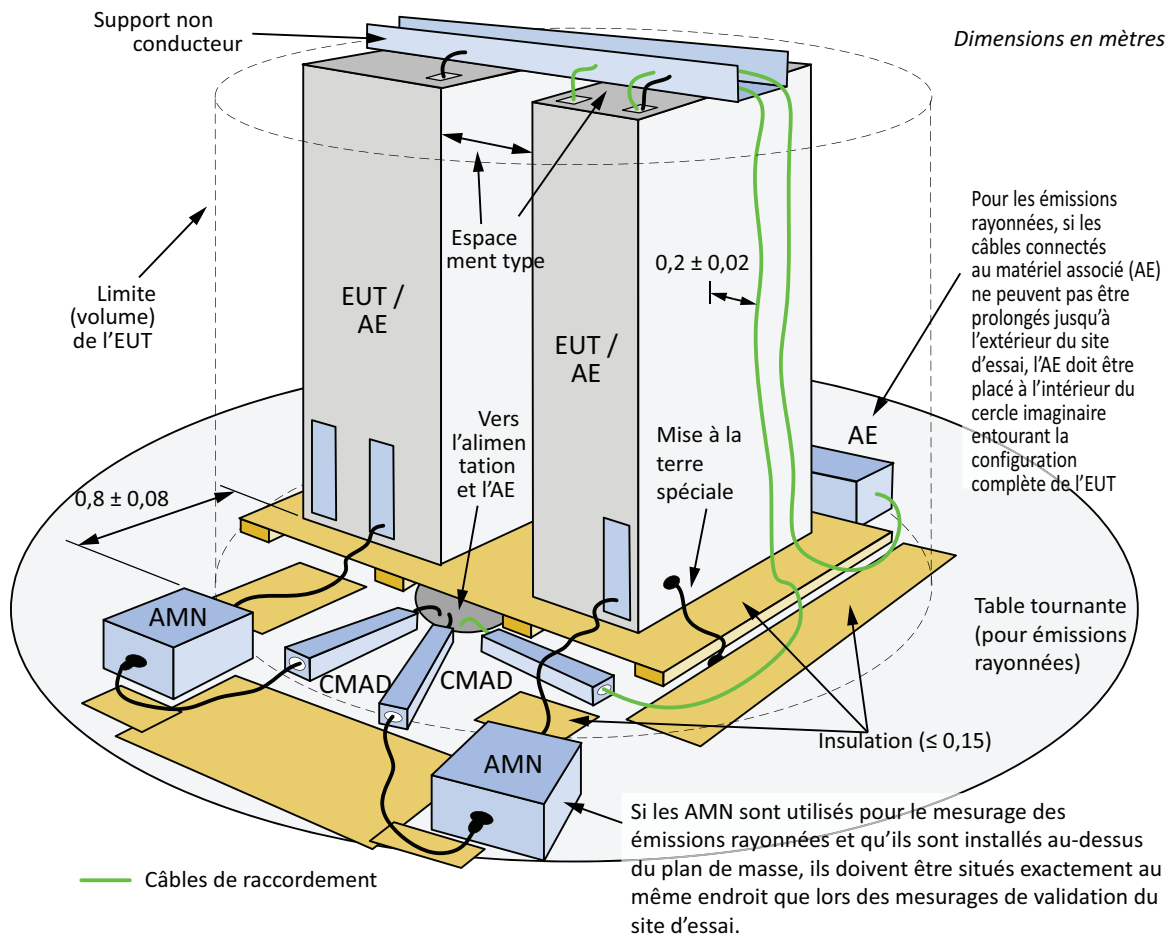 Support non
conducteur
Dimensions en mètres
Espace
ment type
0,2 ± 0,02
Limite
(volume)
de l’EUT
EUT /
AE
EUT /
AE
Pour les émissions
rayonnées, si les
câbles connectés
au matériel associé (AE)
ne peuvent pas être
prolongés jusqu’à
l’extérieur du site
d’essai, l’AE doit être
placé à l’intérieur du
cercle imaginaire
entourant la
configuration
complète de l’EUT
Vers
l’alimen
tation
et l’AE
Mise à la
terre
spéciale
AE
0,8 ± 0,08
AMN
CMAD
CMAD
Table tournante
(pour émissions
rayonnées)
Insulation (≤ 0,15)
AMN
Si les AMN sont utilisés pour le mesurage des
émissions rayonnées et qu’ils sont installés au-dessus
du plan de masse, ils doivent être situés exactement au
même endroit que lors des mesurages de validation du
site d’essai.
Câbles de raccordement